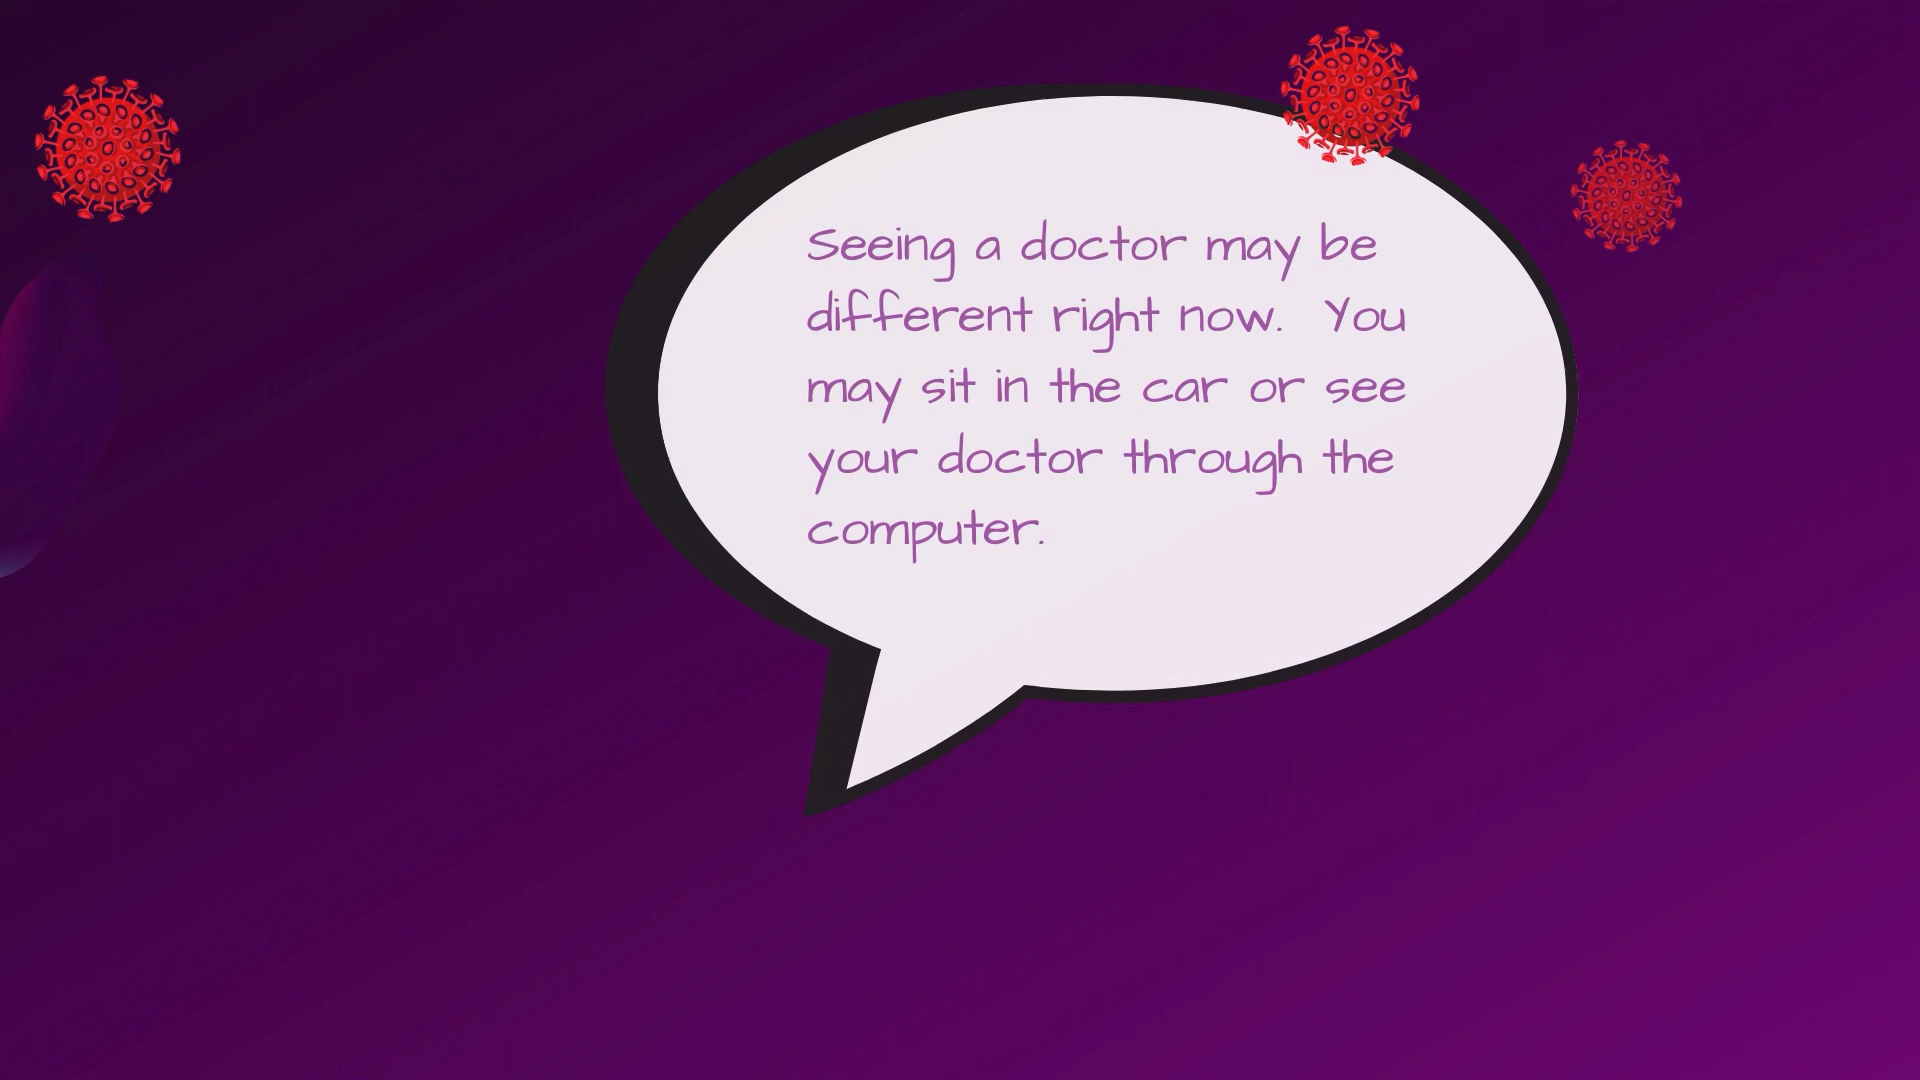 Seeing a doctor may be
different right now.  You
may sit in the car or see
your doctor through the
computer.